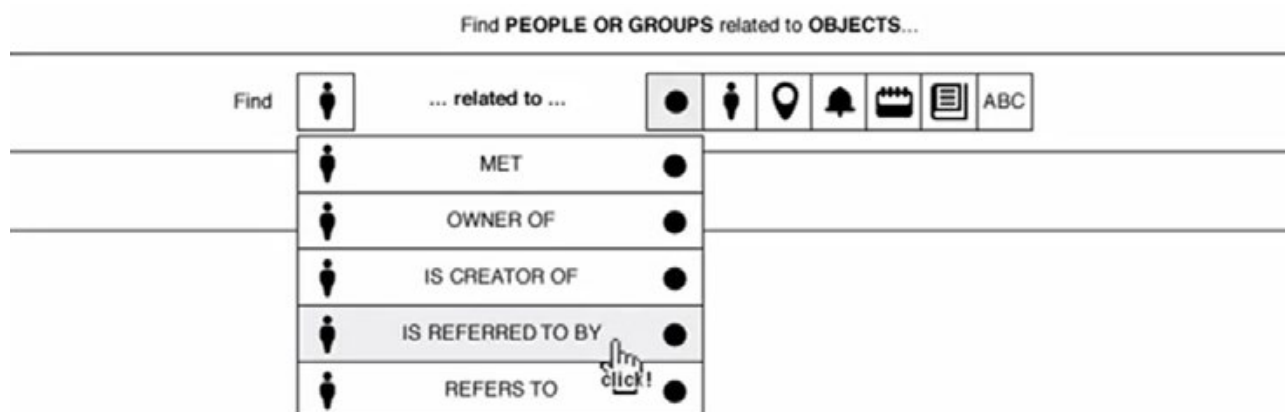 Find PEOPLE OR GROUPS related to OBJECTS...
Find ... related to ... ABC
MET
OWNER OF
IS CREATOR OF
IS REFERRED TO BY
click!
REFERS TO